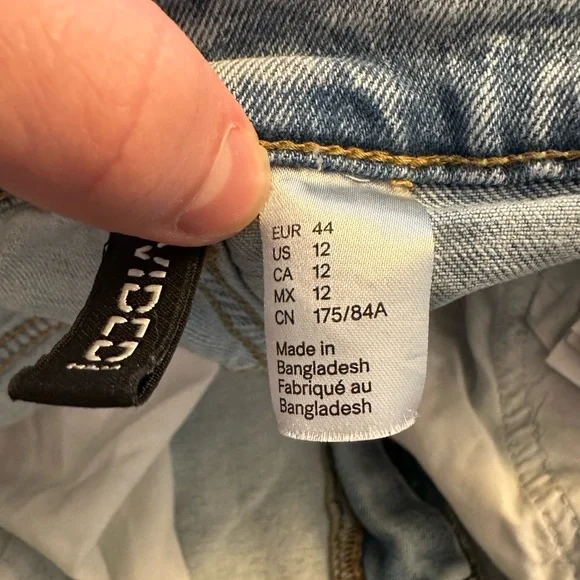 EUR 44
US 12
CA 12
MX 12
CN 175/84A
Made in
Bangladesh
Fabriqué au
Bangladesh